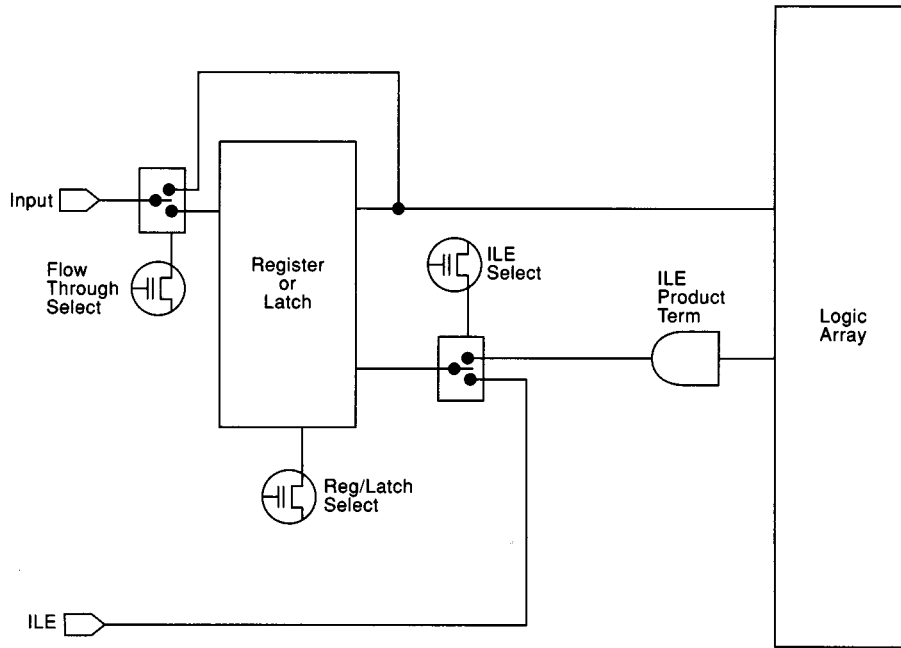 Input
Flow
Through
Select
Register
or
Latch
ILE
Select
ILE
Product
Term
Logic
Array
Reg/Latch
Select
ILE